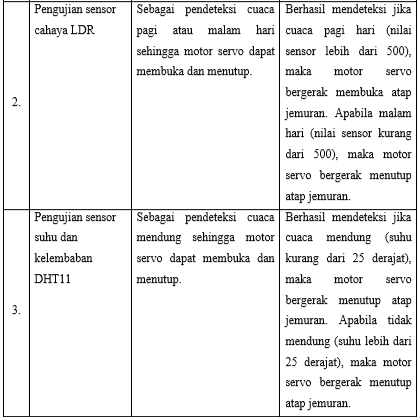 2.
Pengujian sensor
cahaya LDR
Sebagai pendeteksi cuaca
pagi atau malam hari
sehingga motor servo dapat
membuka dan menutup.
Berhasil mendeteksi jika
cuaca pagi hari (nilai
sensor lebih dari 500),
maka motor servo
bergerak membuka atap
jemuran. Apabila malam
hari (nilai sensor kurang
dari 500), maka motor
servo bergerak menutup
atap jemuran.
3.
Pengujian sensor
suhu dan
kelembaban
DHT11
Sebagai pendeteksi cuaca
mendung sehingga motor
servo dapat membuka dan
menutup.
Berhasil mendeteksi jika
cuaca mendung (suhu
kurang dari 25 derajat),
maka motor servo
bergerak menutup atap
jemuran. Apabila tidak
mendung (suhu lebih dari
25 derajat), maka motor
servo bergerak menutup
atap jemuran.